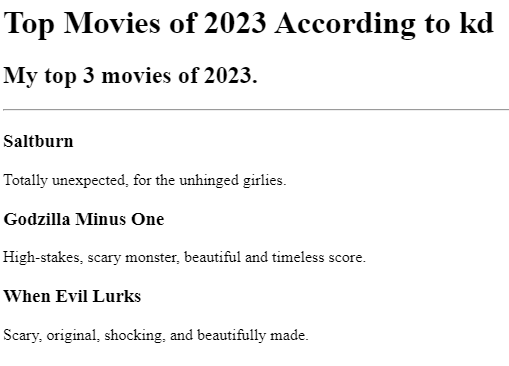 Top Movies of 2023 According to kd
My top 3 movies of 2023.
Saltburn
Totally unexpected, for the unhinged girlies.
Godzilla Minus One
High-stakes, scary monster, beautiful and timeless score.
When Evil Lurks
Scary, original, shocking, and beautifully made.